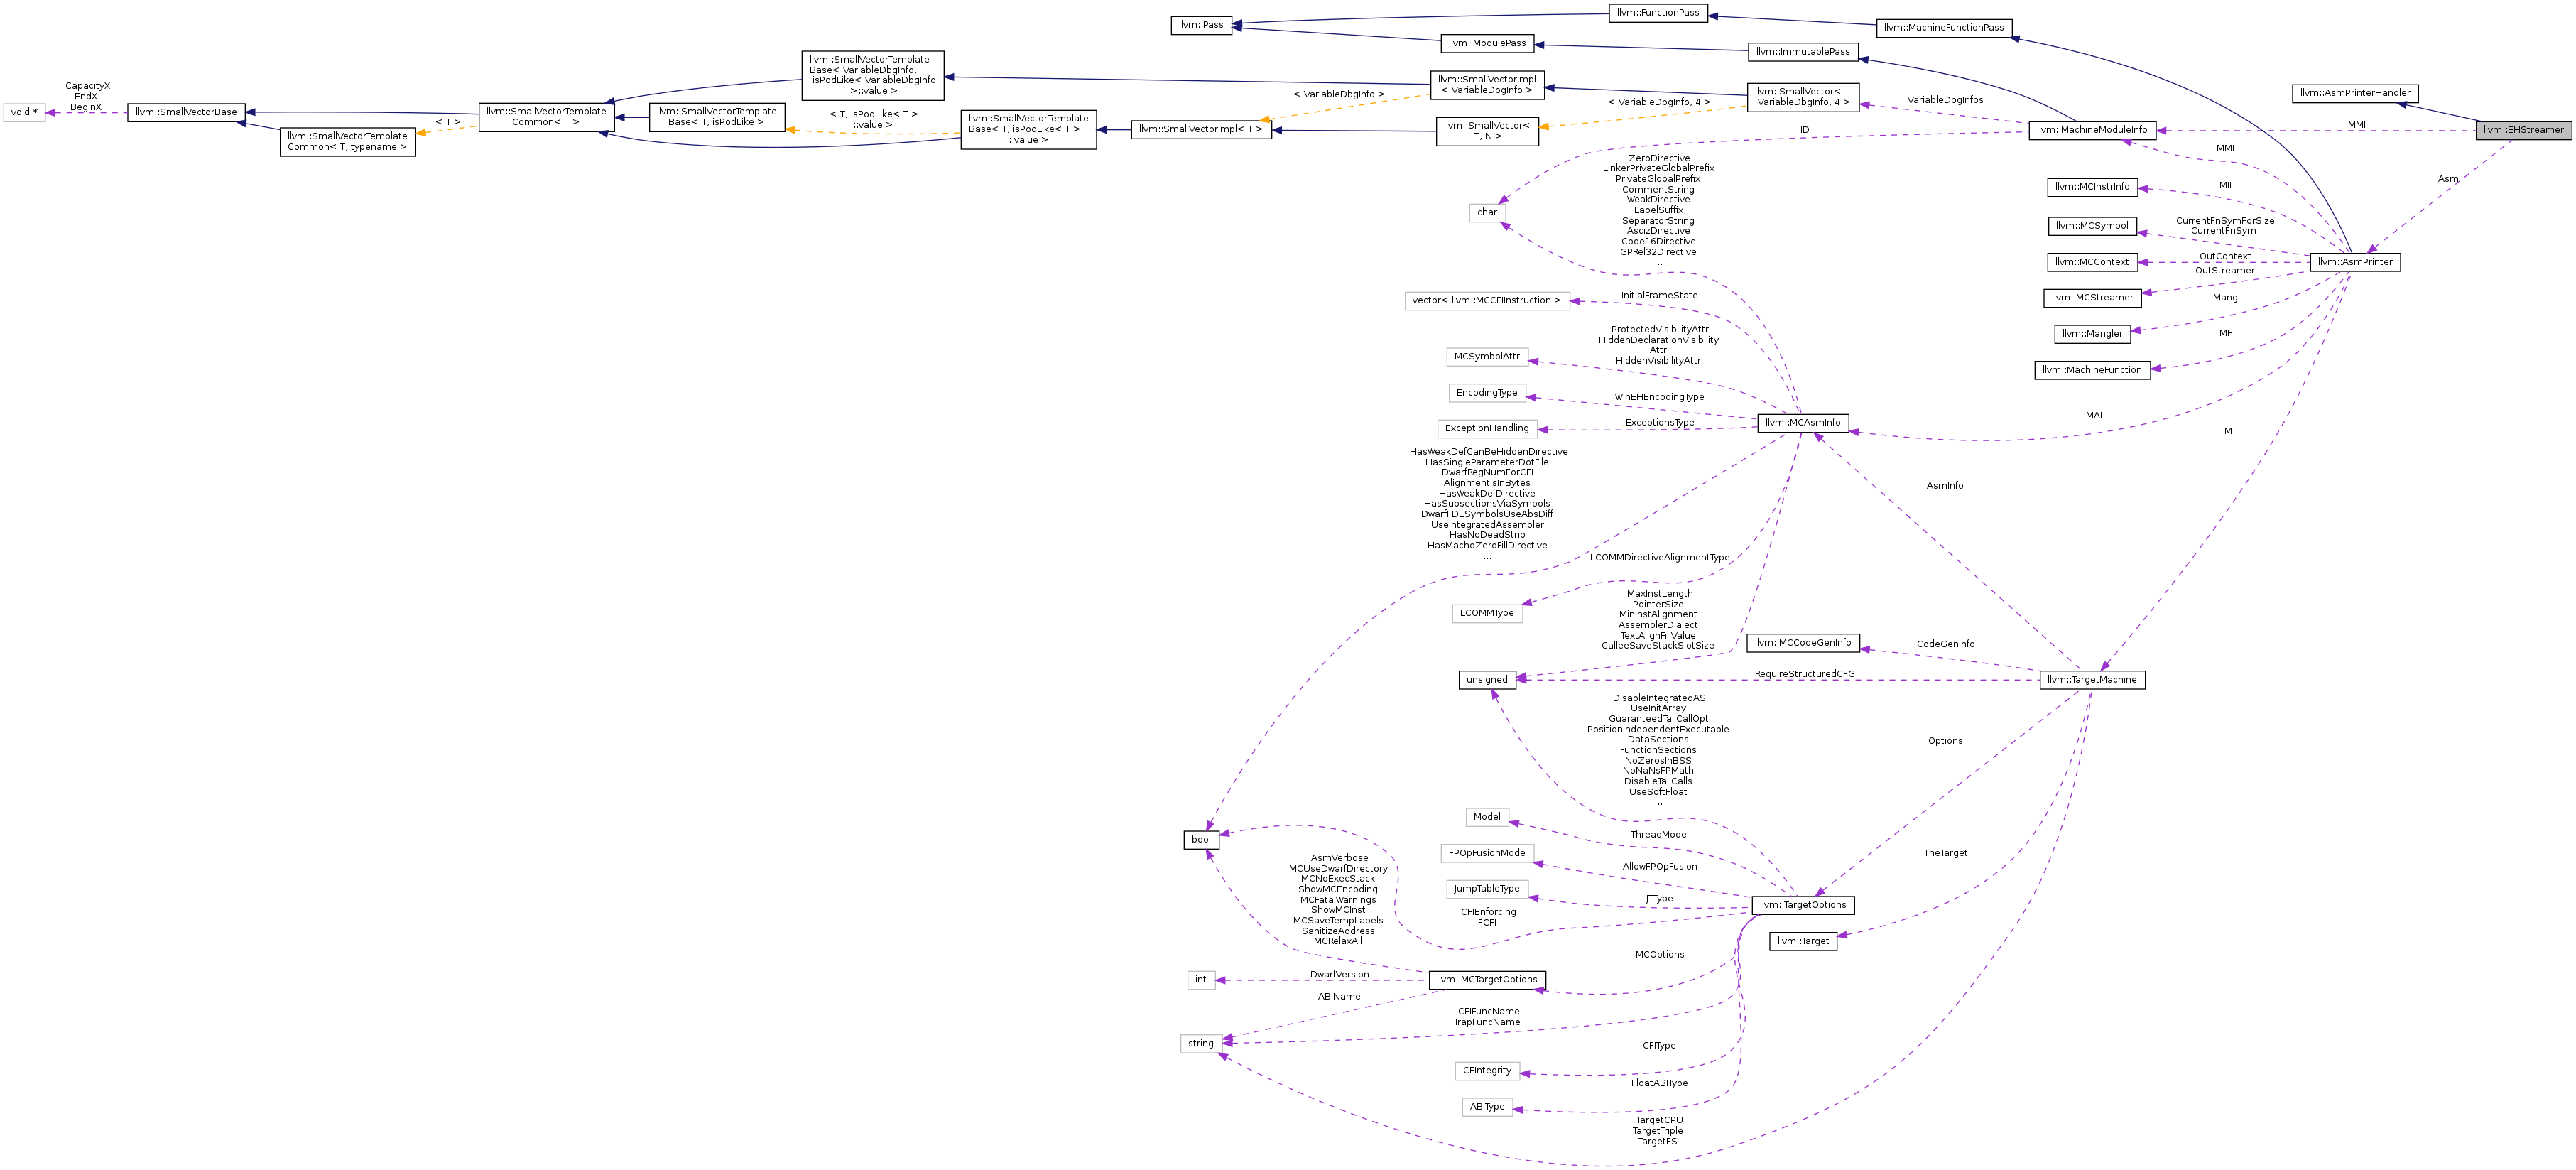 llvm::Pass
llvm::FunctionPass
llvm::MachineFunctionPass
llvm::ModulePass
llvm::ImmutablePass
llvm::SmallVectorTemplate
Base< VariableDbgInfo,
isPodLike< VariableDbgInfo
>::value >
CapacityX
EndX
BeginX
void *
llvm::SmallVectorBase
llvm::SmallVectorTemplate
Common< T, typename >
< T >
llvm::SmallVectorTemplate
Common< T >
llvm::SmallVectorTemplate
Base< T, isPodLike >
< T, isPodLike< T >
::value >
llvm::SmallVectorTemplate
Base< T, isPodLike< T >
::value >
llvm::SmallVectorImpl< T >
< VariableDbgInfo >
llvm::SmallVectorImpl
< VariableDbgInfo >
llvm::SmallVector<
T, N >
< VariableDbgInfo, 4 >
llvm::SmallVector<
VariableDbgInfo, 4 >
VariableDbgInfos
llvm::MachineModuleInfo
llvm::AsmPrinterHandler
MMI
llvm::EHStreamer
ID
char
MMI
Asm
llvm::MCInstrInfo
MII
llvm::MCSymbol
CurrentFnSymForSize
CurrentFnSym
llvm::MCContext
OutContext
OutStreamer
llvm::MCStreamer
Mang
llvm::Mangler
MF
llvm::MachineFunction
llvm::AsmPrinter
ZeroDirective
LinkerPrivateGlobalPrefix
PrivateGlobalPrefix
CommentString
WeakDirective
LabelSuffix
SeparatorString
AscizDirective
Code16Directive
GPRel32Directive
...
vector< llvm::MCCFIInstruction >
InitialFrameState
MCSymbolAttr
ProtectedVisibilityAttr
HiddenDeclarationVisibility
Attr
HiddenVisibilityAttr
EncodingType
WinEHEncodingType
ExceptionHandling
ExceptionsType
llvm::MCAsmInfo
MAI
TM
AsmInfo
HasWeakDefCanBeHiddenDirective
HasSingleParameterDotFile
DwarfRegNumForCFI
AlignmentIsInBytes
HasWeakDefDirective
HasSubsectionsViaSymbols
DwarfFDESymbolsUseAbsDiff
UseIntegratedAssembler
HasNoDeadStrip
HasMachoZeroFillDirective
...
LCOMMDirectiveAlignmentType
LCOMMType
MaxInstLength
PointerSize
MinInstAlignment
AssemblerDialect
TextAlignFillValue
CalleeSaveStackSlotSize
llvm::MCCodeGenInfo
CodeGenInfo
unsigned
RequireStructuredCFG
llvm::TargetMachine
DisableIntegratedAS
UseInitArray
GuaranteedTailCallOpt
PositionIndependentExecutable
DataSections
FunctionSections
NoZerosInBSS
NoNaNsFPMath
DisableTailCalls
UseSoftFloat
...
Options
Model
ThreadModel
bool
FPOpFusionMode
AllowFPOpFusion
TheTarget
JumpTableType
JTType
llvm::TargetOptions
AsmVerbose
MCUseDwarfDirectory
MCNoExecStack
ShowMCEncoding
MCFatalWarnings
ShowMCInst
MCSaveTempLabels
SanitizeAddress
MCRelaxAll
CFIEnforcing
FCFI
llvm::Target
MCOptions
int
DwarfVersion
llvm::MCTargetOptions
ABIName
CFIFuncName
TrapFuncName
string
CFIType
CFIntegrity
FloatABIType
ABIType
TargetCPU
TargetTriple
TargetFS